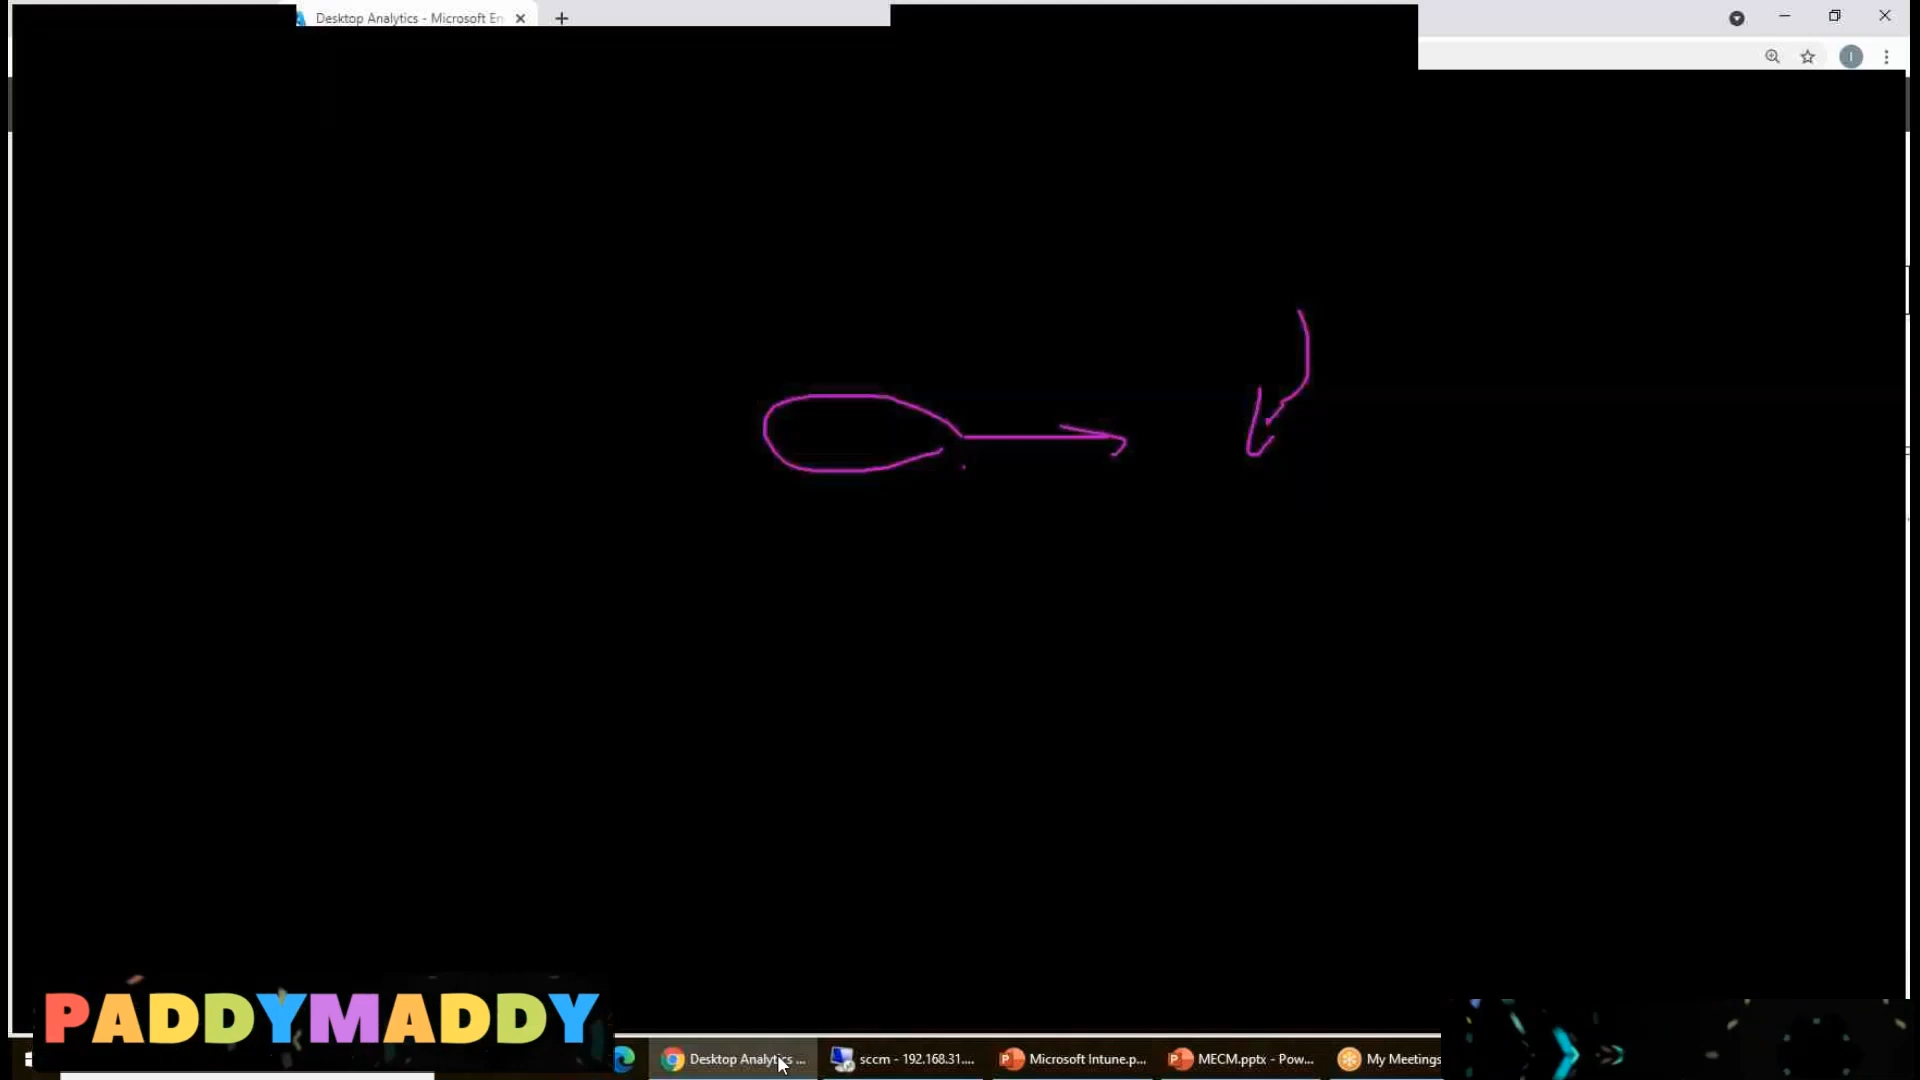 Desktop Analytics - Microsoft En
I
PADDYMADDY
Desktop Analytics ...
sccm - 192.168.31....
Microsoft Intune.p...
MECM.pptx - Pow...
My Meetings